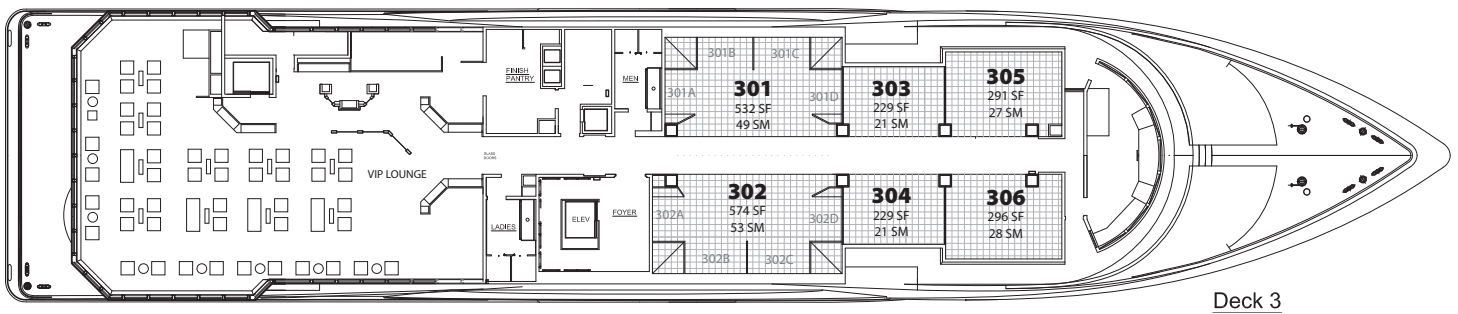 301B
301C
301A
301
301D
532 SF
49 SM
303
229 SF
21 SM
305
291 SF
27 SM
FINISH
PANTRY
MEN
GLASS
DOORS
VIP LOUNGE
LADIES
ELEV
FOYER
302
574 SF
53 SM
302A
302D
302B
302C
304
229 SF
21 SM
306
296 SF
28 SM
Deck 3